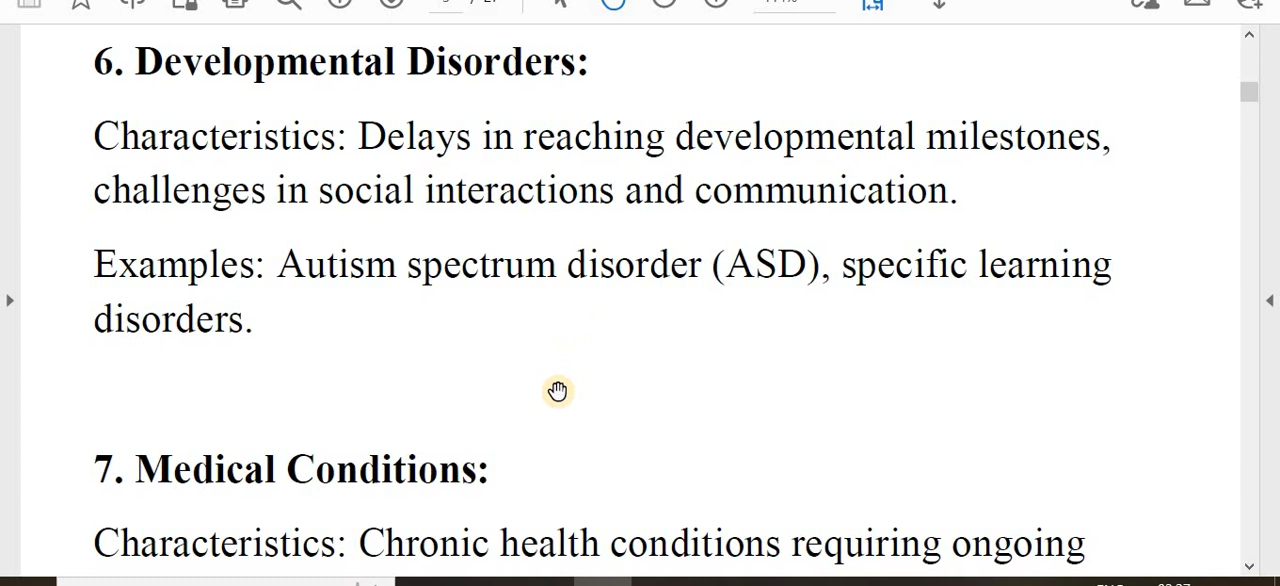 6. Developmental Disorders:
Characteristics: Delays in reaching developmental milestones,
challenges in social interactions and communication.
Examples: Autism spectrum disorder (ASD), specific learning
disorders.
7. Medical Conditions:
Characteristics: Chronic health conditions requiring ongoing